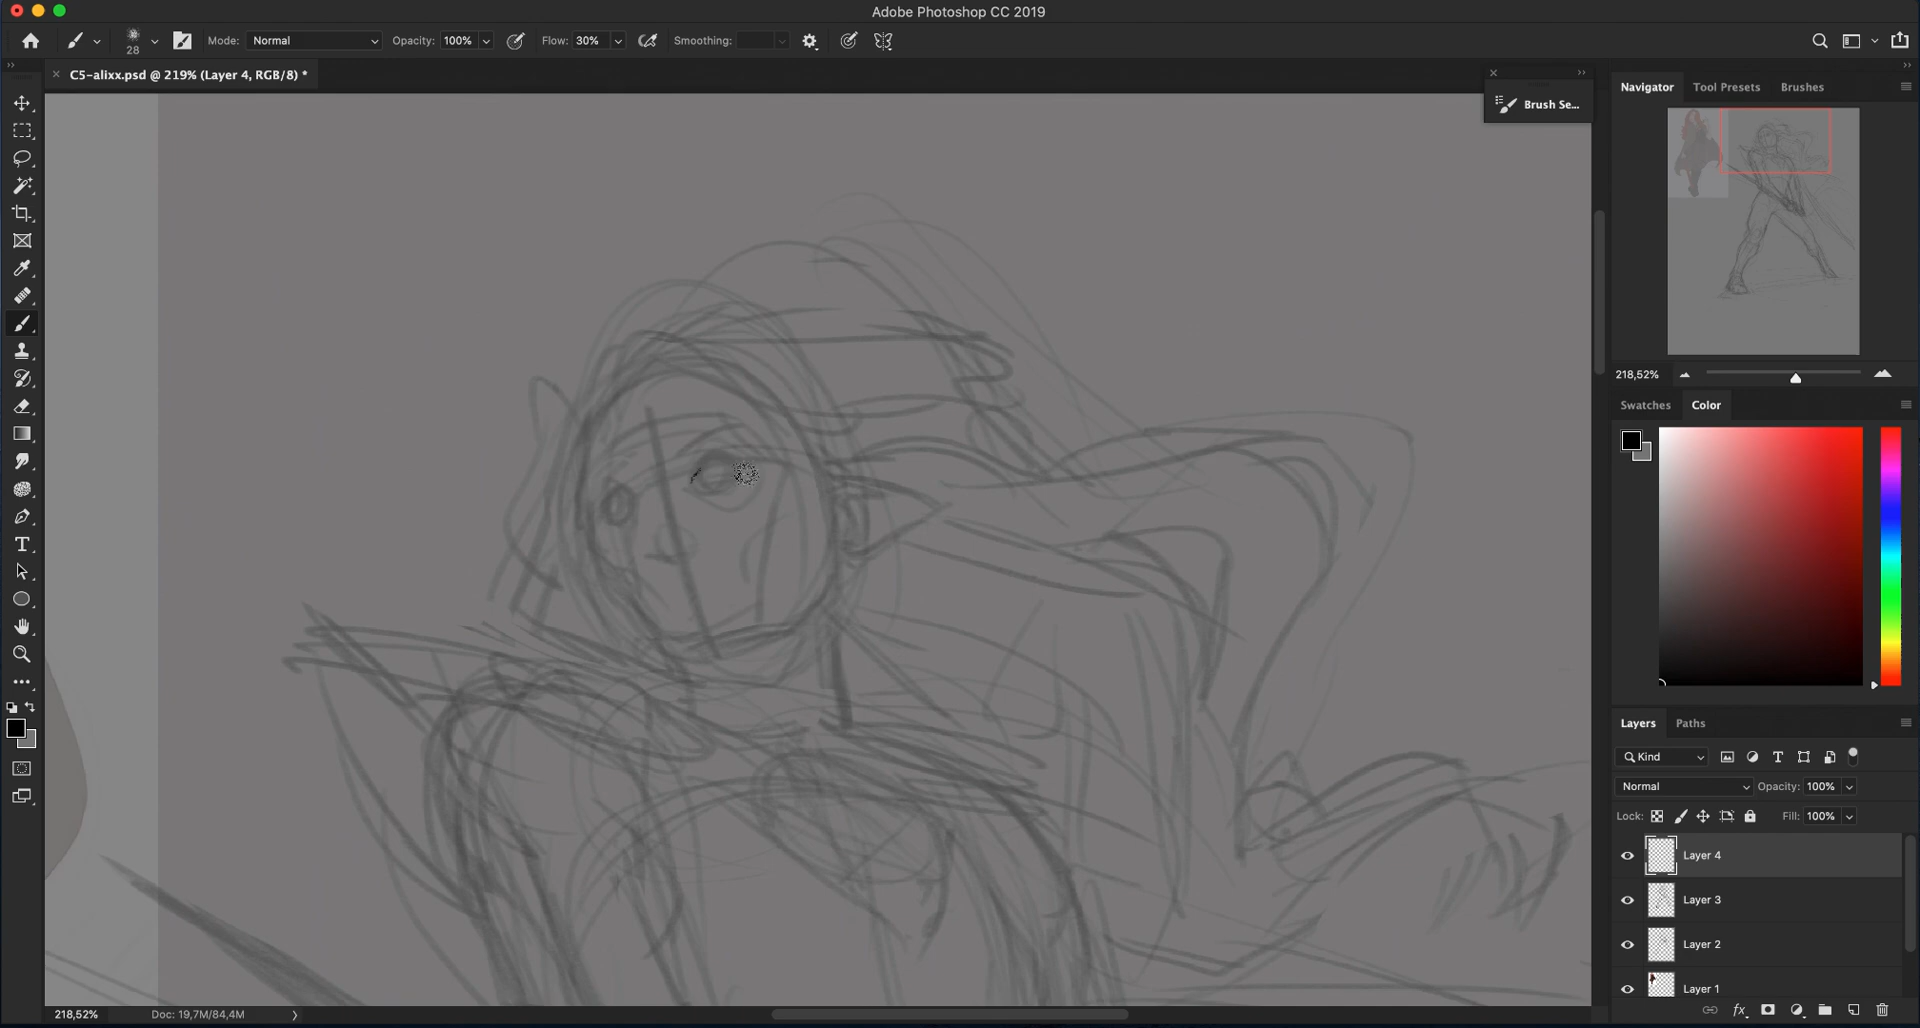 Adobe Photoshop CC 2019
28
Mode: Normal
Opacity: 100%
Flow: 30%
Smoothing:
C5-alixx.psd @ 219% (Layer 4, RGB/8) *
Brush Se...
Navigator Tool Presets Brushes
218,52%
Swatches Color
Layers Paths
Kind
Normal Opacity: 100%
Lock: Fill: 100%
Layer 4
Layer 3
Layer 2
Layer 1
fx
218,52% Doc: 19,7M/84,4M